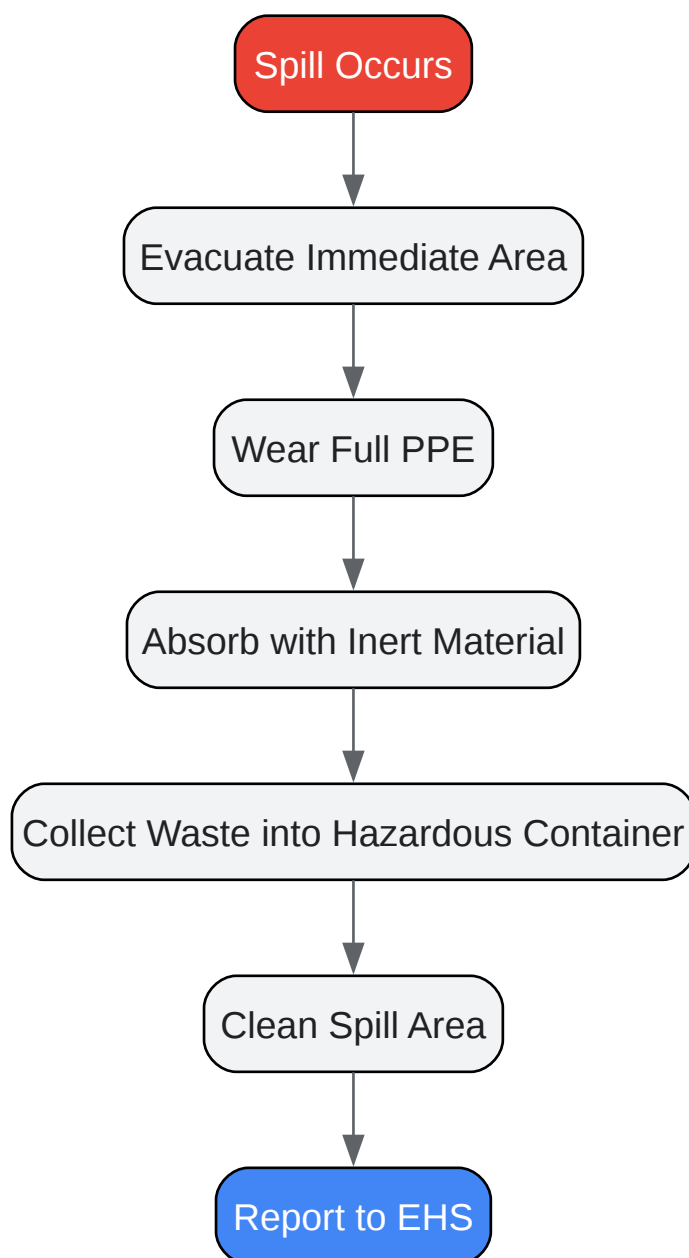 Spill Occurs
Evacuate Immediate Area
Wear Full PPE
Absorb with Inert Material
Collect Waste into Hazardous Container
Clean Spill Area
Report to EHS